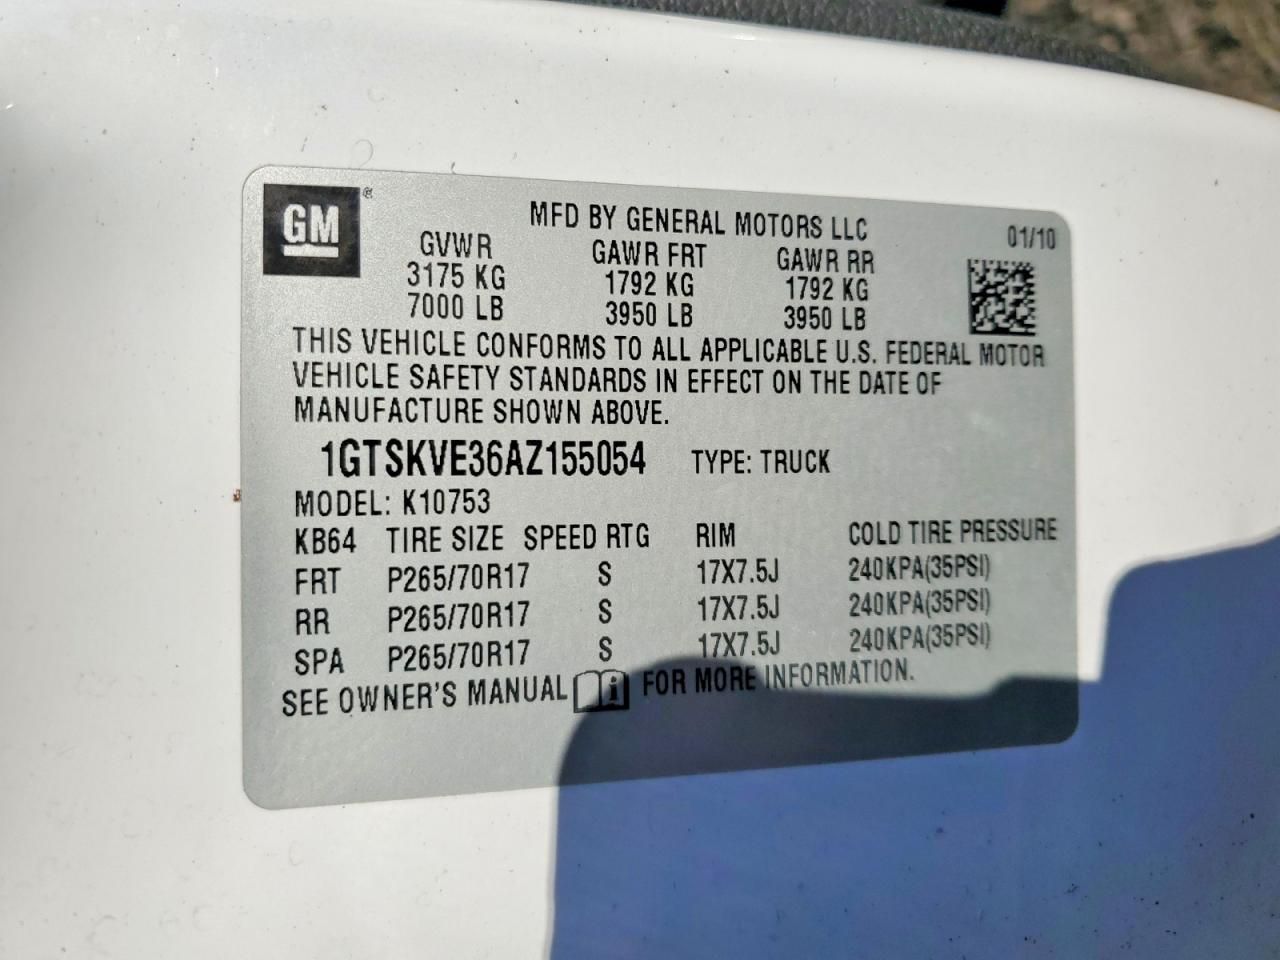 GM ®
MFD BY GENERAL MOTORS LLC 01/10
GVWR GAWR FRT GAWR RR
3175 KG 1792 KG 1792 KG
7000 LB 3950 LB 3950 LB
THIS VEHICLE CONFORMS TO ALL APPLICABLE U.S. FEDERAL MOTOR
VEHICLE SAFETY STANDARDS IN EFFECT ON THE DATE OF
MANUFACTURE SHOWN ABOVE.
1GTSKVE36AZ155054 TYPE: TRUCK
MODEL: K10753
KB64 TIRE SIZE SPEED RTG RIM COLD TIRE PRESSURE
FRT P265/70R17 S 17X7.5J 240KPA(35PSI)
RR P265/70R17 S 17X7.5J 240KPA(35PSI)
SPA P265/70R17 S 17X7.5J 240KPA(35PSI)
SEE OWNER'S MANUAL i FOR MORE INFORMATION.